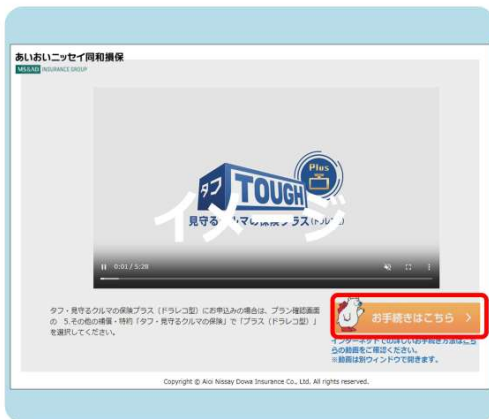 あいおいニッセイ同和損保
MS&AD INSURANCE GROUP
Plus
タフ TOUGH
見守るクルマの保険プラス(ドラレコ型)
イメージ
0:01 / 5:28
タフ・見守るクルマの保険プラス（ドラレコ型）にお申込みの場合は、プラン確認画面
の 5.その他の補償・特約「タフ・見守るクルマの保険」で「プラス（ドラレコ型）」
を選択してください。
お手続きはこちら >
インターネットでの詳しいお手続き方法はこち
らの動画をご確認ください。
※動画は別ウィンドウで開きます。
Copyright © Aioi Nissay Dowa Insurance Co., Ltd. All rights reserved.